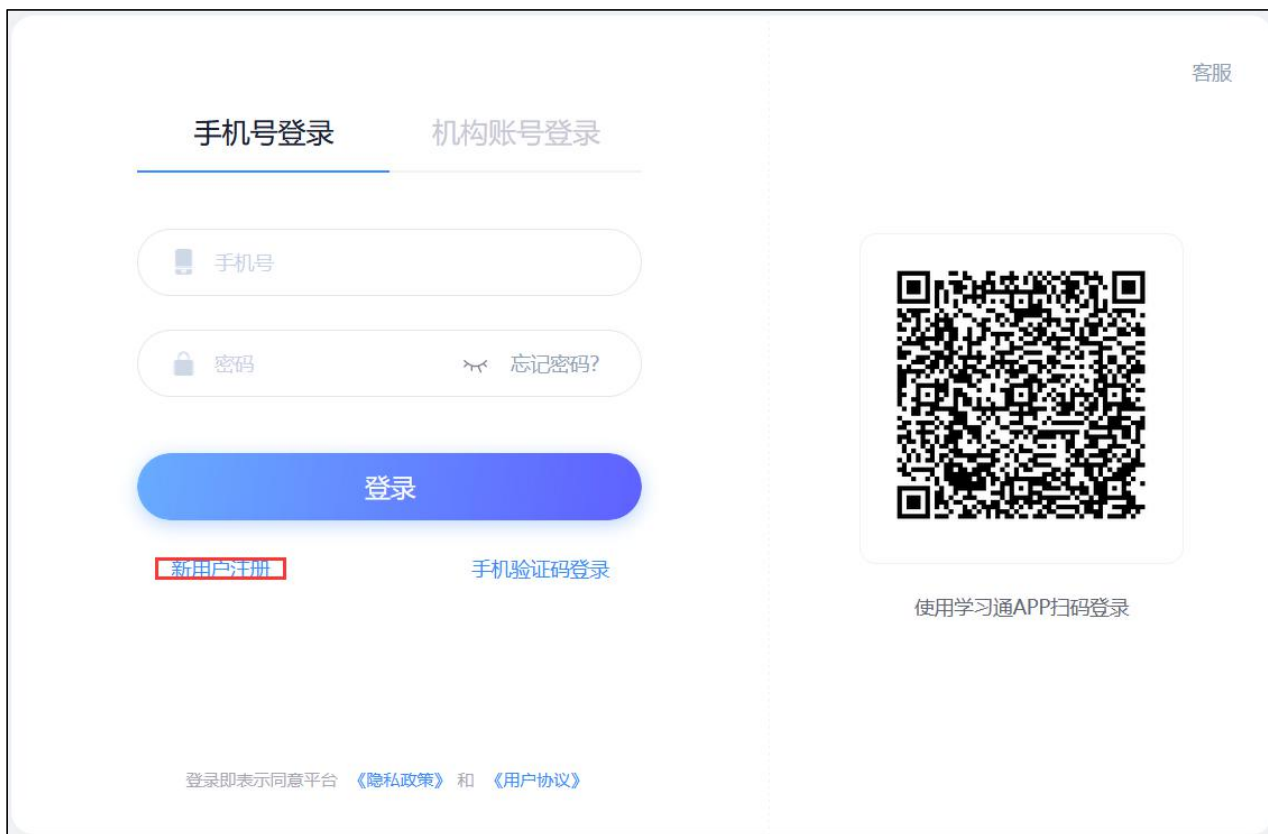 客服
手机号登录 机构账号登录
手机号
密码 忘记密码?
登录
新用户注册 手机验证码登录
使用学习通APP扫码登录
登录即表示同意平台 《隐私政策》 和 《用户协议》